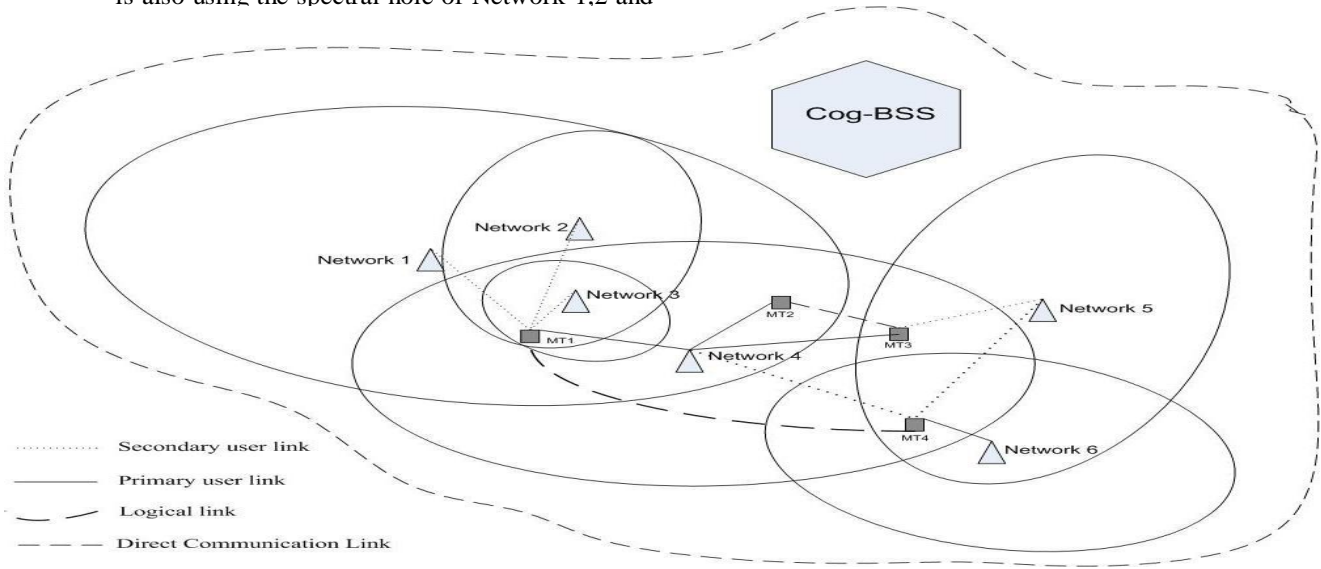 is also using the spectral hole of Network 1,2 and
Cog-BSS
Network 2
Network 1
Network 3
MT2
Network 5
MT1
MT3
Network 4
MT4
Network 6
Secondary user link
Primary user link
Logical link
Direct Communication Link